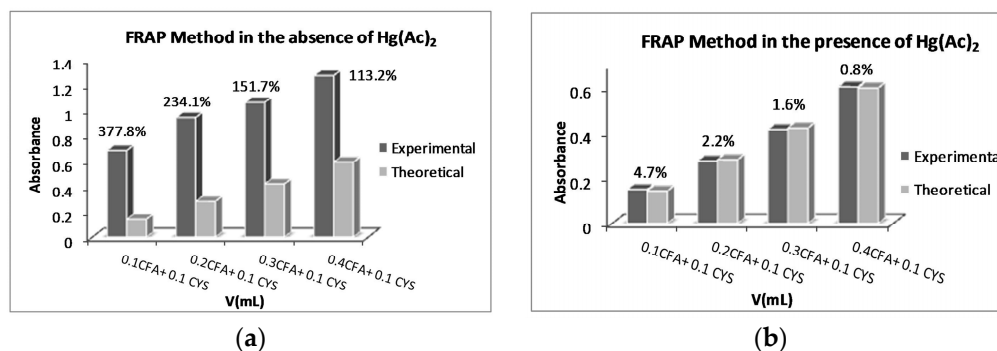 FRAP Method in the absence of Hg(Ac)2
1.4
1.2
1
0.8
0.6
0.4
0.2
0
Absorbance
377.8%
234.1%
151.7%
113.2%
Experimental
Theoretical
0.1CFA+ 0.1 CYS
0.2CFA+ 0.1 CYS
0.3CFA+ 0.1 CYS
0.4CFA+ 0.1 CYS
V(mL)
(a)
FRAP Method in the presence of Hg(Ac)2
0.6
0.4
0.2
0
Absorbance
4.7%
2.2%
1.6%
0.8%
Experimenta
Theoretical
0.1CFA+ 0.1 CYS
0.2CFA+ 0.1 CYS
0.3CFA+ 0.1 CYS
0.4CFA+ 0.1 CYS
V(mL)
(b)